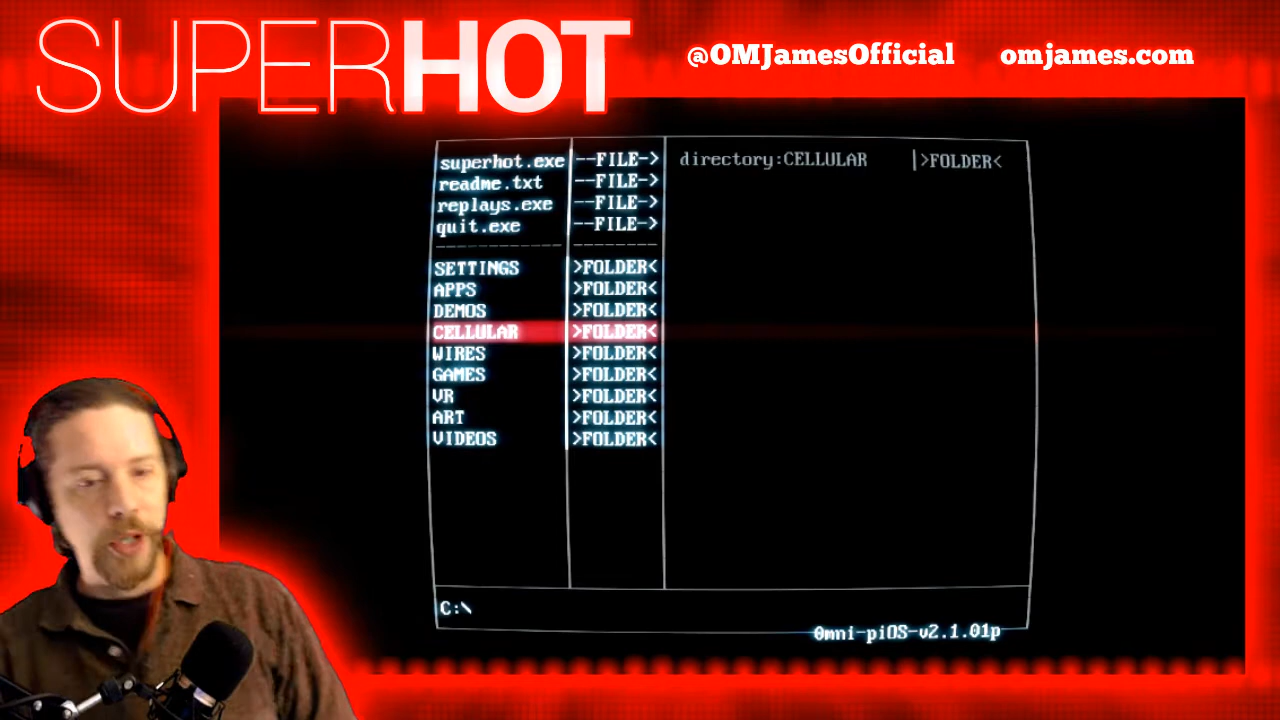 SUPERHOT
@OMJamesOfficial omjames.com
superhot.exe --FILE-> directory:CELLULAR |>FOLDER<
readme.txt --FILE->
replays.exe --FILE->
quit.exe --FILE->
------------ --------
SETTINGS >FOLDER<
APPS >FOLDER<
DEMOS >FOLDER<
CELLULAR >FOLDER<
WIRES >FOLDER<
GAMES >FOLDER<
VR >FOLDER<
ART >FOLDER<
VIDEOS >FOLDER<
C:\
0mni-piOS-v2.1.01p